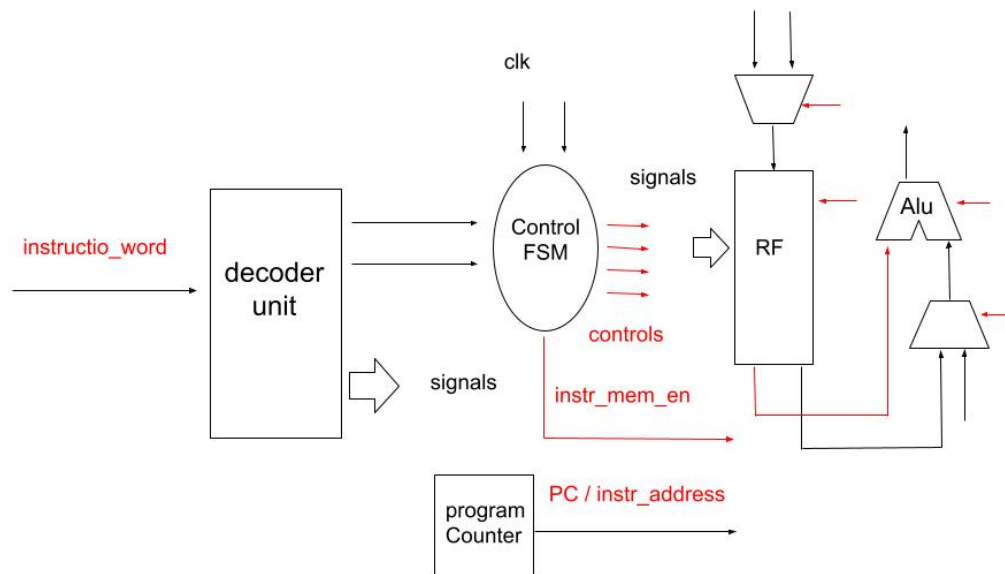 clk
signals
instructio_word
decoder
unit
Control
FSM
RF
Alu
controls
signals
instr_mem_en
PC / instr_address
program
Counter